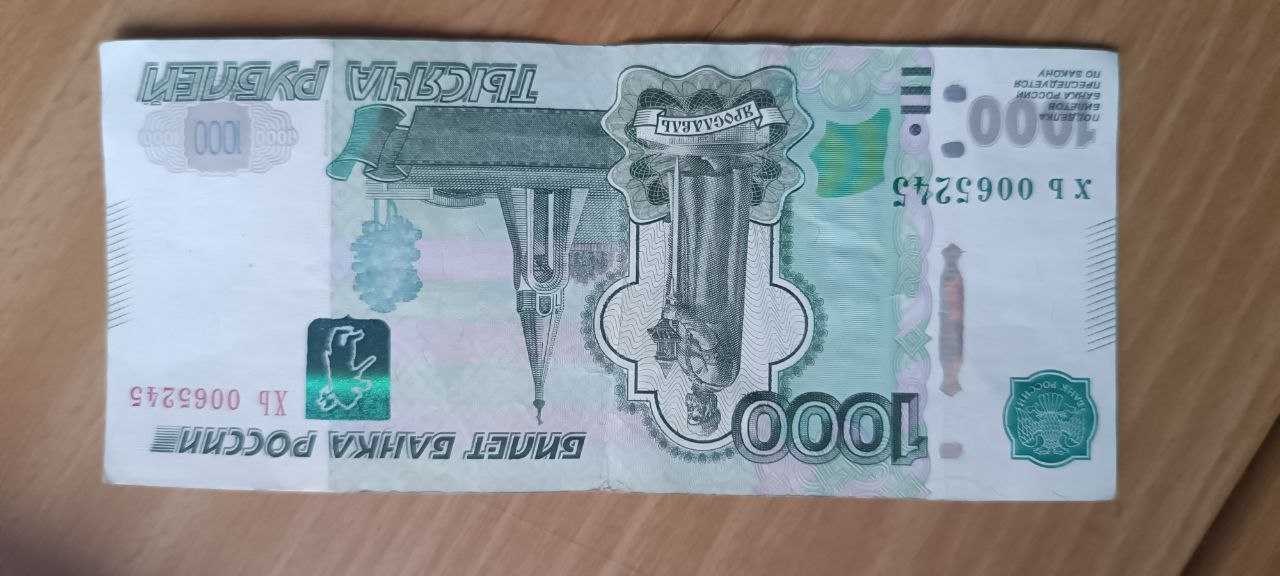 БАНК РОССИИ
1000
БИЛЕТ БАНКА РОССИИ
ХЬ 0065245
ХЬ 0065245
ЯРОСЛАВЛЬ
1000
ПОДДЕЛКА
БИЛЕТОВ
БАНКА РОССИИ
ПРЕСЛЕДУЕТСЯ
ПО ЗАКОНУ
1000 1000 1000
ТЫСЯЧА РУБЛЕЙ